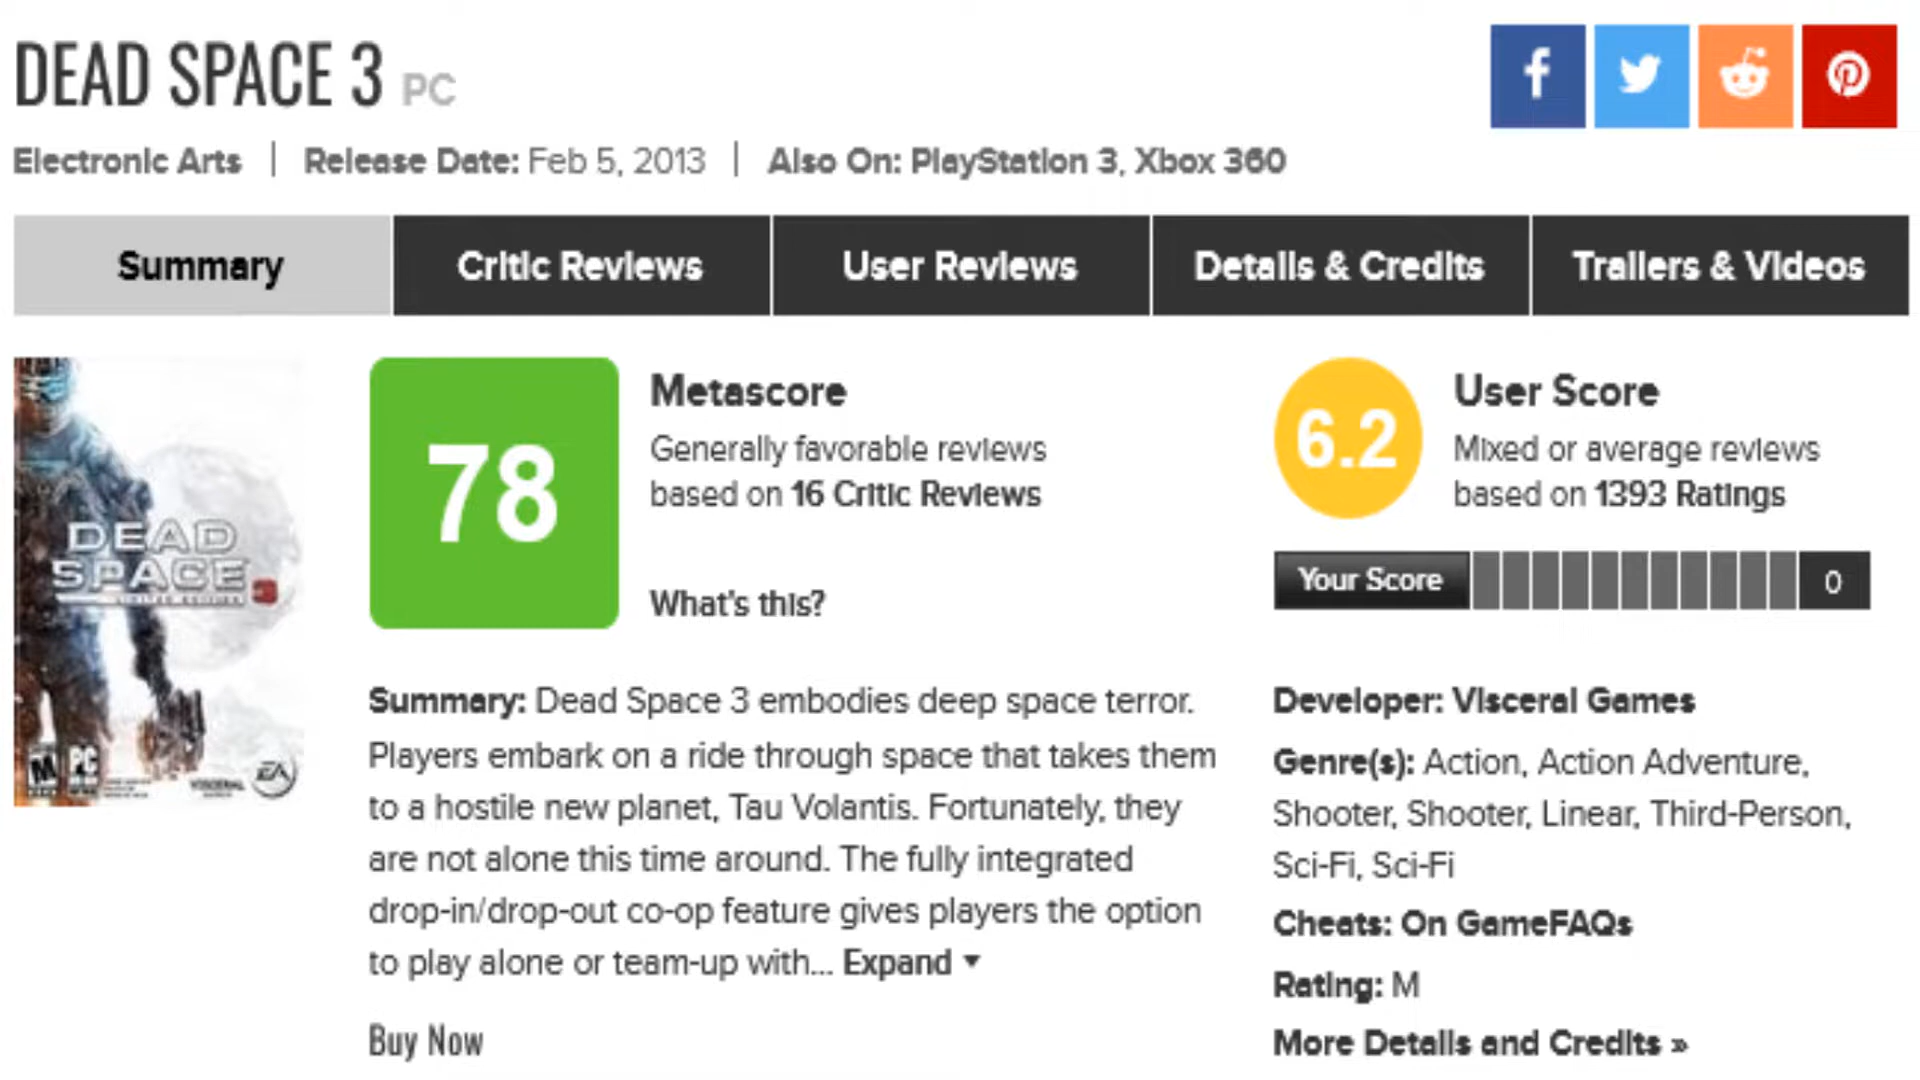 DEAD SPACE 3 PC
Electronic Arts | Release Date: Feb 5, 2013 | Also On: PlayStation 3, Xbox 360
Summary
Critic Reviews
User Reviews
Details & Credits
Trailers & Videos
DEAD
SPACE 3
M PC
EA
78
Metascore
Generally favorable reviews
based on 16 Critic Reviews
What's this?
6.2
User Score
Mixed or average reviews
based on 1393 Ratings
Your Score 0
Summary: Dead Space 3 embodies deep space terror.
Players embark on a ride through space that takes them
to a hostile new planet, Tau Volantis. Fortunately, they
are not alone this time around. The fully integrated
drop-in/drop-out co-op feature gives players the option
to play alone or team-up with... Expand
Buy Now
Developer: Visceral Games
Genre(s): Action, Action Adventure,
Shooter, Shooter, Linear, Third-Person,
Sci-Fi, Sci-Fi
Cheats: On GameFAQs
Rating: M
More Details and Credits »